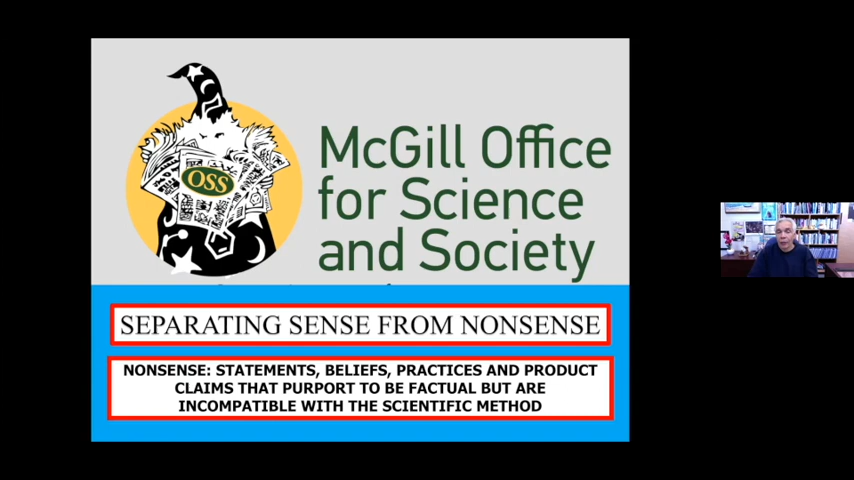 McGill Office
for Science
and Society
OSS
SEPARATING SENSE FROM NONSENSE
NONSENSE: STATEMENTS, BELIEFS, PRACTICES AND PRODUCT
CLAIMS THAT PURPORT TO BE FACTUAL BUT ARE
INCOMPATIBLE WITH THE SCIENTIFIC METHOD